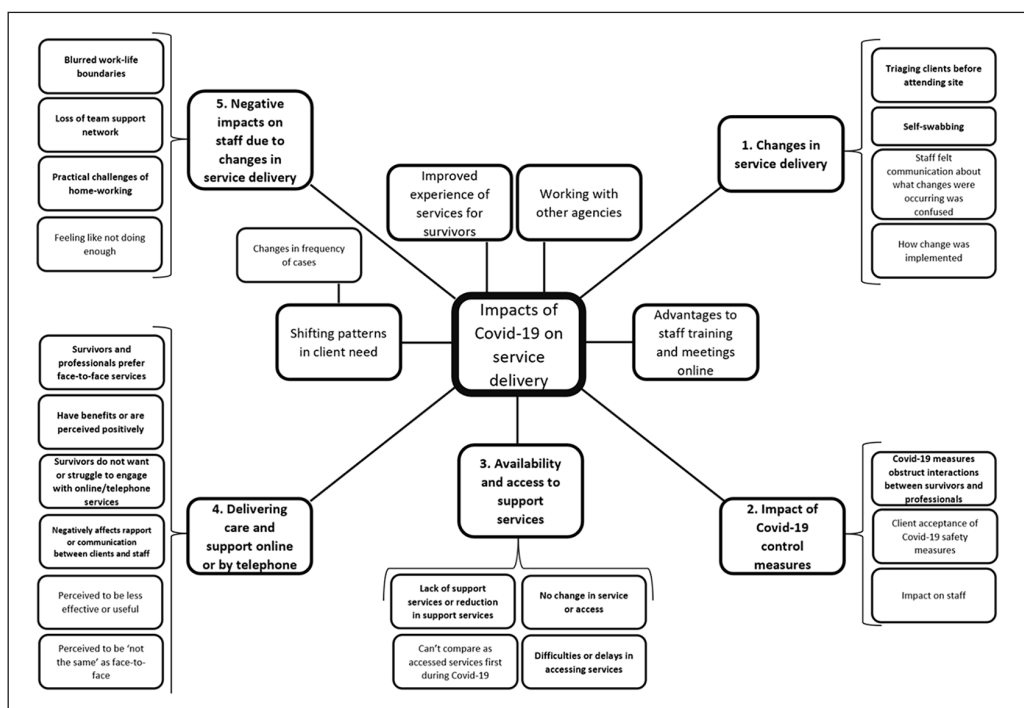 Blurred work-life
boundaries
Loss of team support
network
Practical challenges of
home-working
Feeling like not doing
enough
5. Negative
impacts on
staff due to
changes in
service delivery
Improved
experience of
services for
survivors
Working with
other agencies
1. Changes in
service delivery
Triaging clients before
attending site
Self-swabbing
Staff felt
communication about
what changes were
occurring was
confused
How change was
implemented
Changes in frequency
of cases
Shifting patterns
in client need
Impacts of
Covid-19 on
service
delivery
Advantages to
staff training
and meetings
online
Survivors and
professionals prefer
face-to-face services
Have benefits or are
perceived positively
Survivors do not want
or struggle to engage
with online/telephone
services
Negatively affects rapport
or communication
between clients and staff
Perceived to be less
effective or useful
Perceived to be ‘not
the same’ as face-to-
face
4. Delivering
care and
support online
or by telephone
3. Availability
and access to
support
services
Lack of support
services or reduction
in support services
No change in service
or access
Can’t compare as
accessed services first
during Covid-19
Difficulties or delays in
accessing services
2. Impact of
Covid-19
control
measures
Covid-19 measures
obstruct interactions
between survivors and
professionals
Client acceptance of
Covid-19 safety
measures
Impact on staff